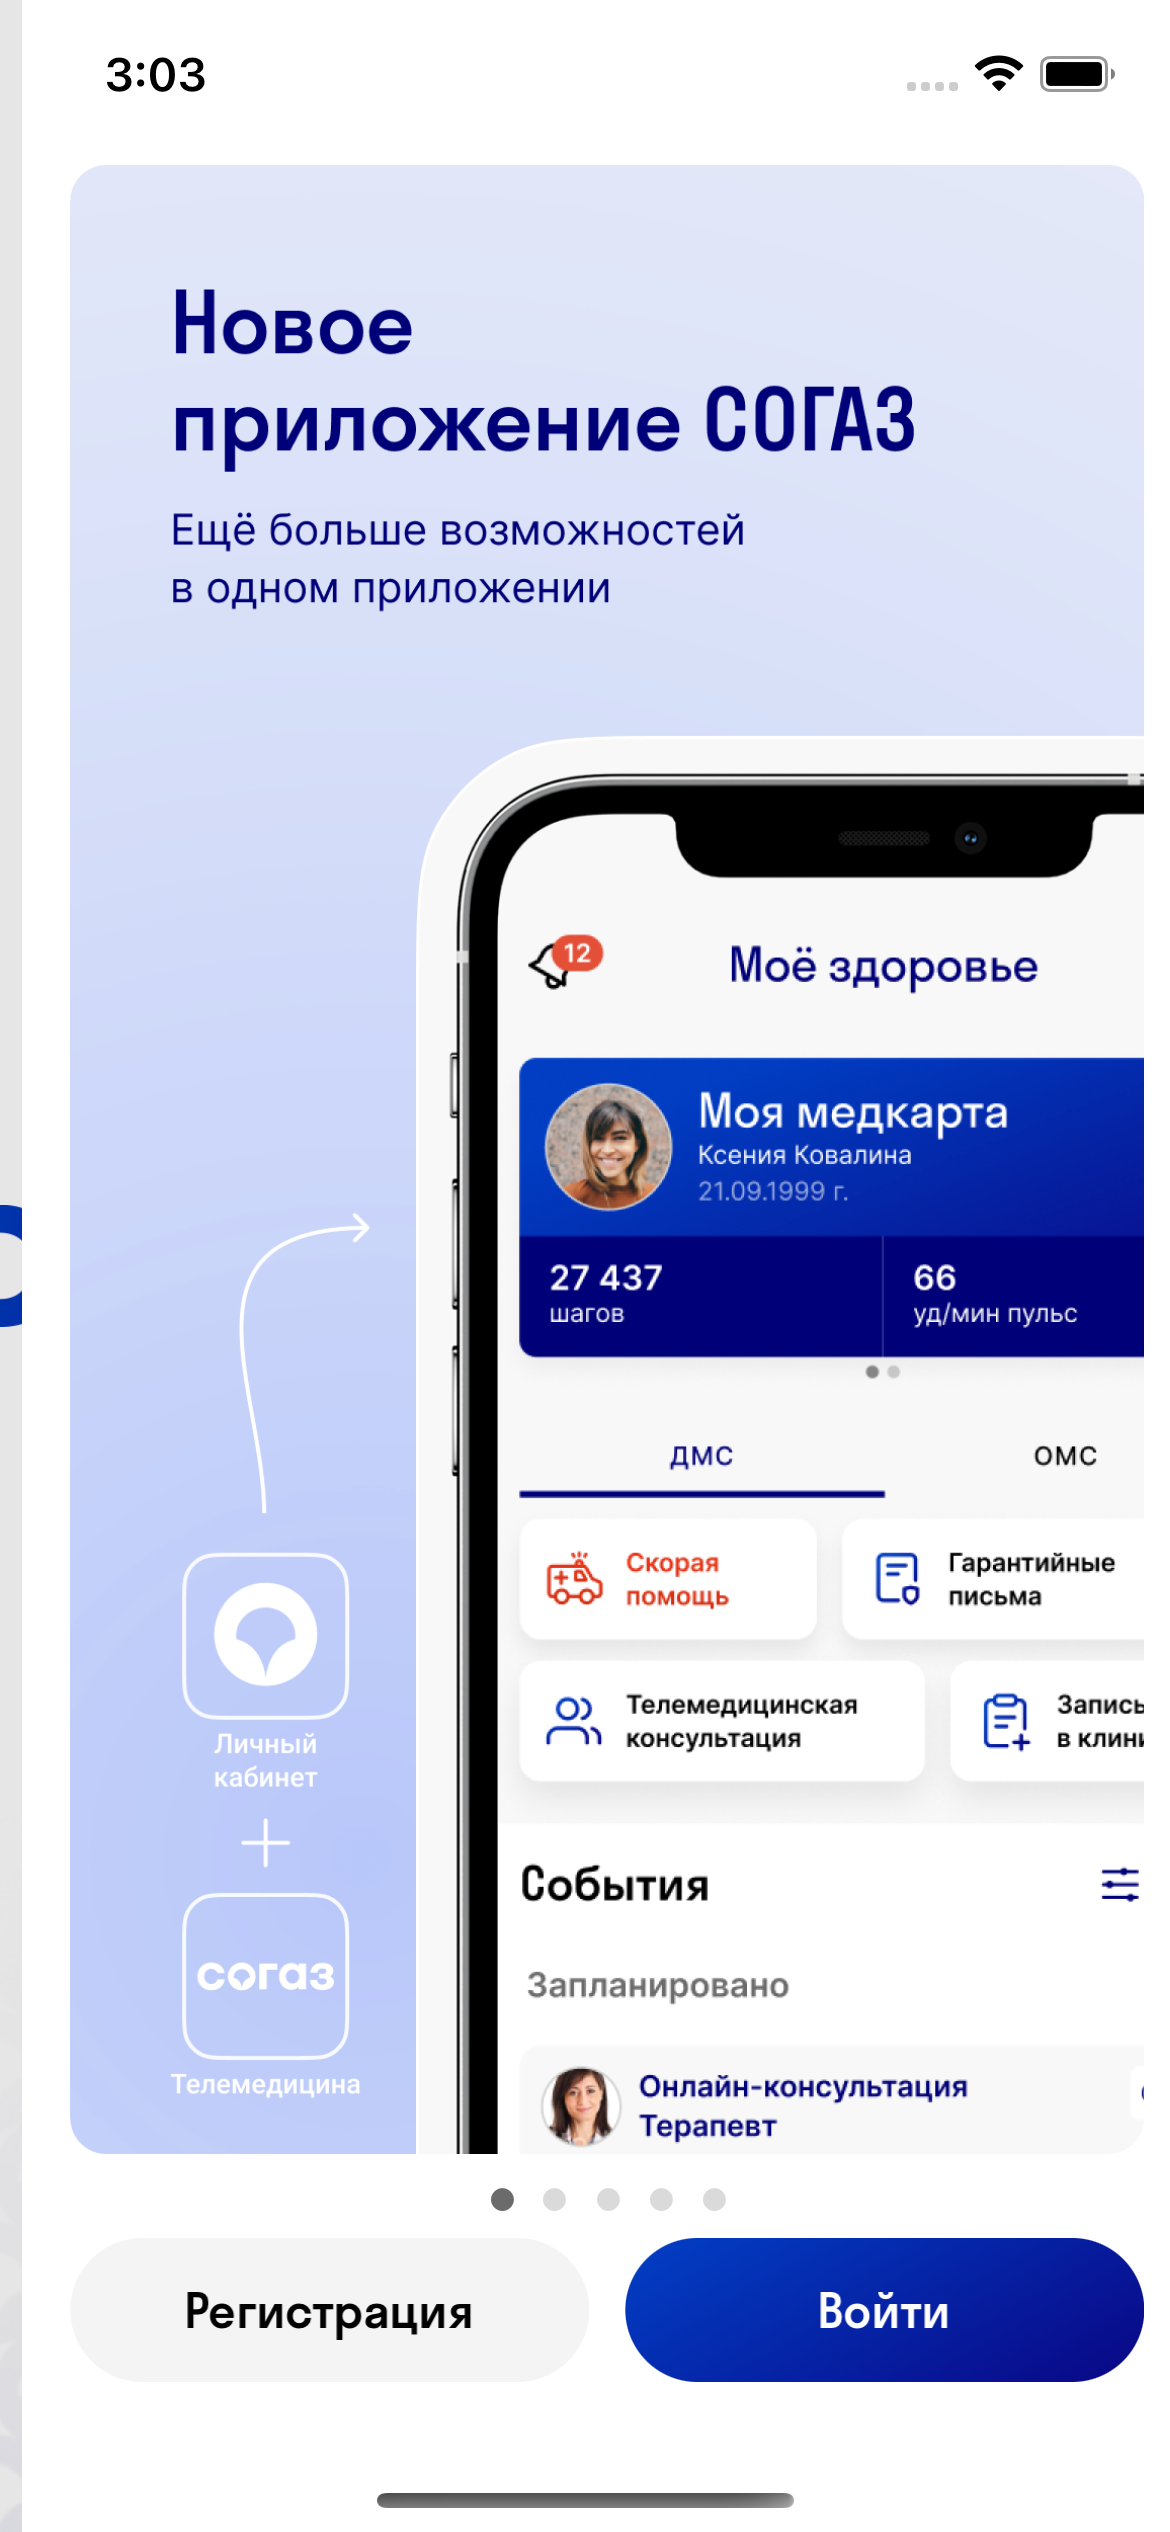 3:03
Новое
приложение СОГАЗ
Ещё больше возможностей
в одном приложении
12
Моё здоровье
Моя медкарта
Ксения Ковалина
21.09.1999 г.
27 437
шагов
66
уд/мин пульс
ДМС
ОМС
Скорая
помощь
Гарантийные
письма
Телемедицинская
консультация
Запись
в
Личный
кабинет
События
Запланировано
согаз
Телемедицина
Онлайн-консультация
Терапевт
Регистрация
Войти